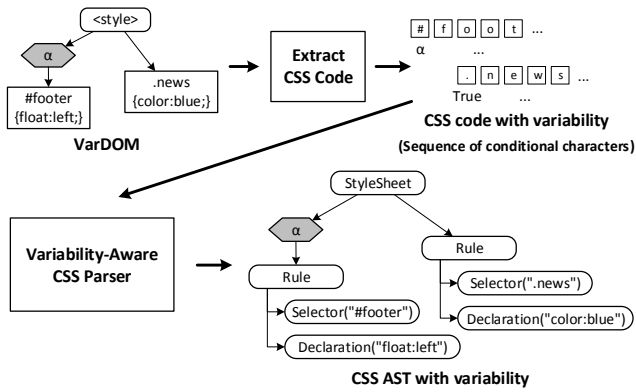 <style>
α
#footer
{float:left;}
.news
{color:blue;}
VarDOM
Extract
CSS Code
# f o o t ...
α ...
. n e w s ...
True ...
CSS code with variability
(Sequence of conditional characters)
Variability-Aware
CSS Parser
StyleSheet
α
Rule
Rule
Selector("#footer")
Declaration("float:left")
Selector(".news")
Declaration("color:blue")
CSS AST with variability